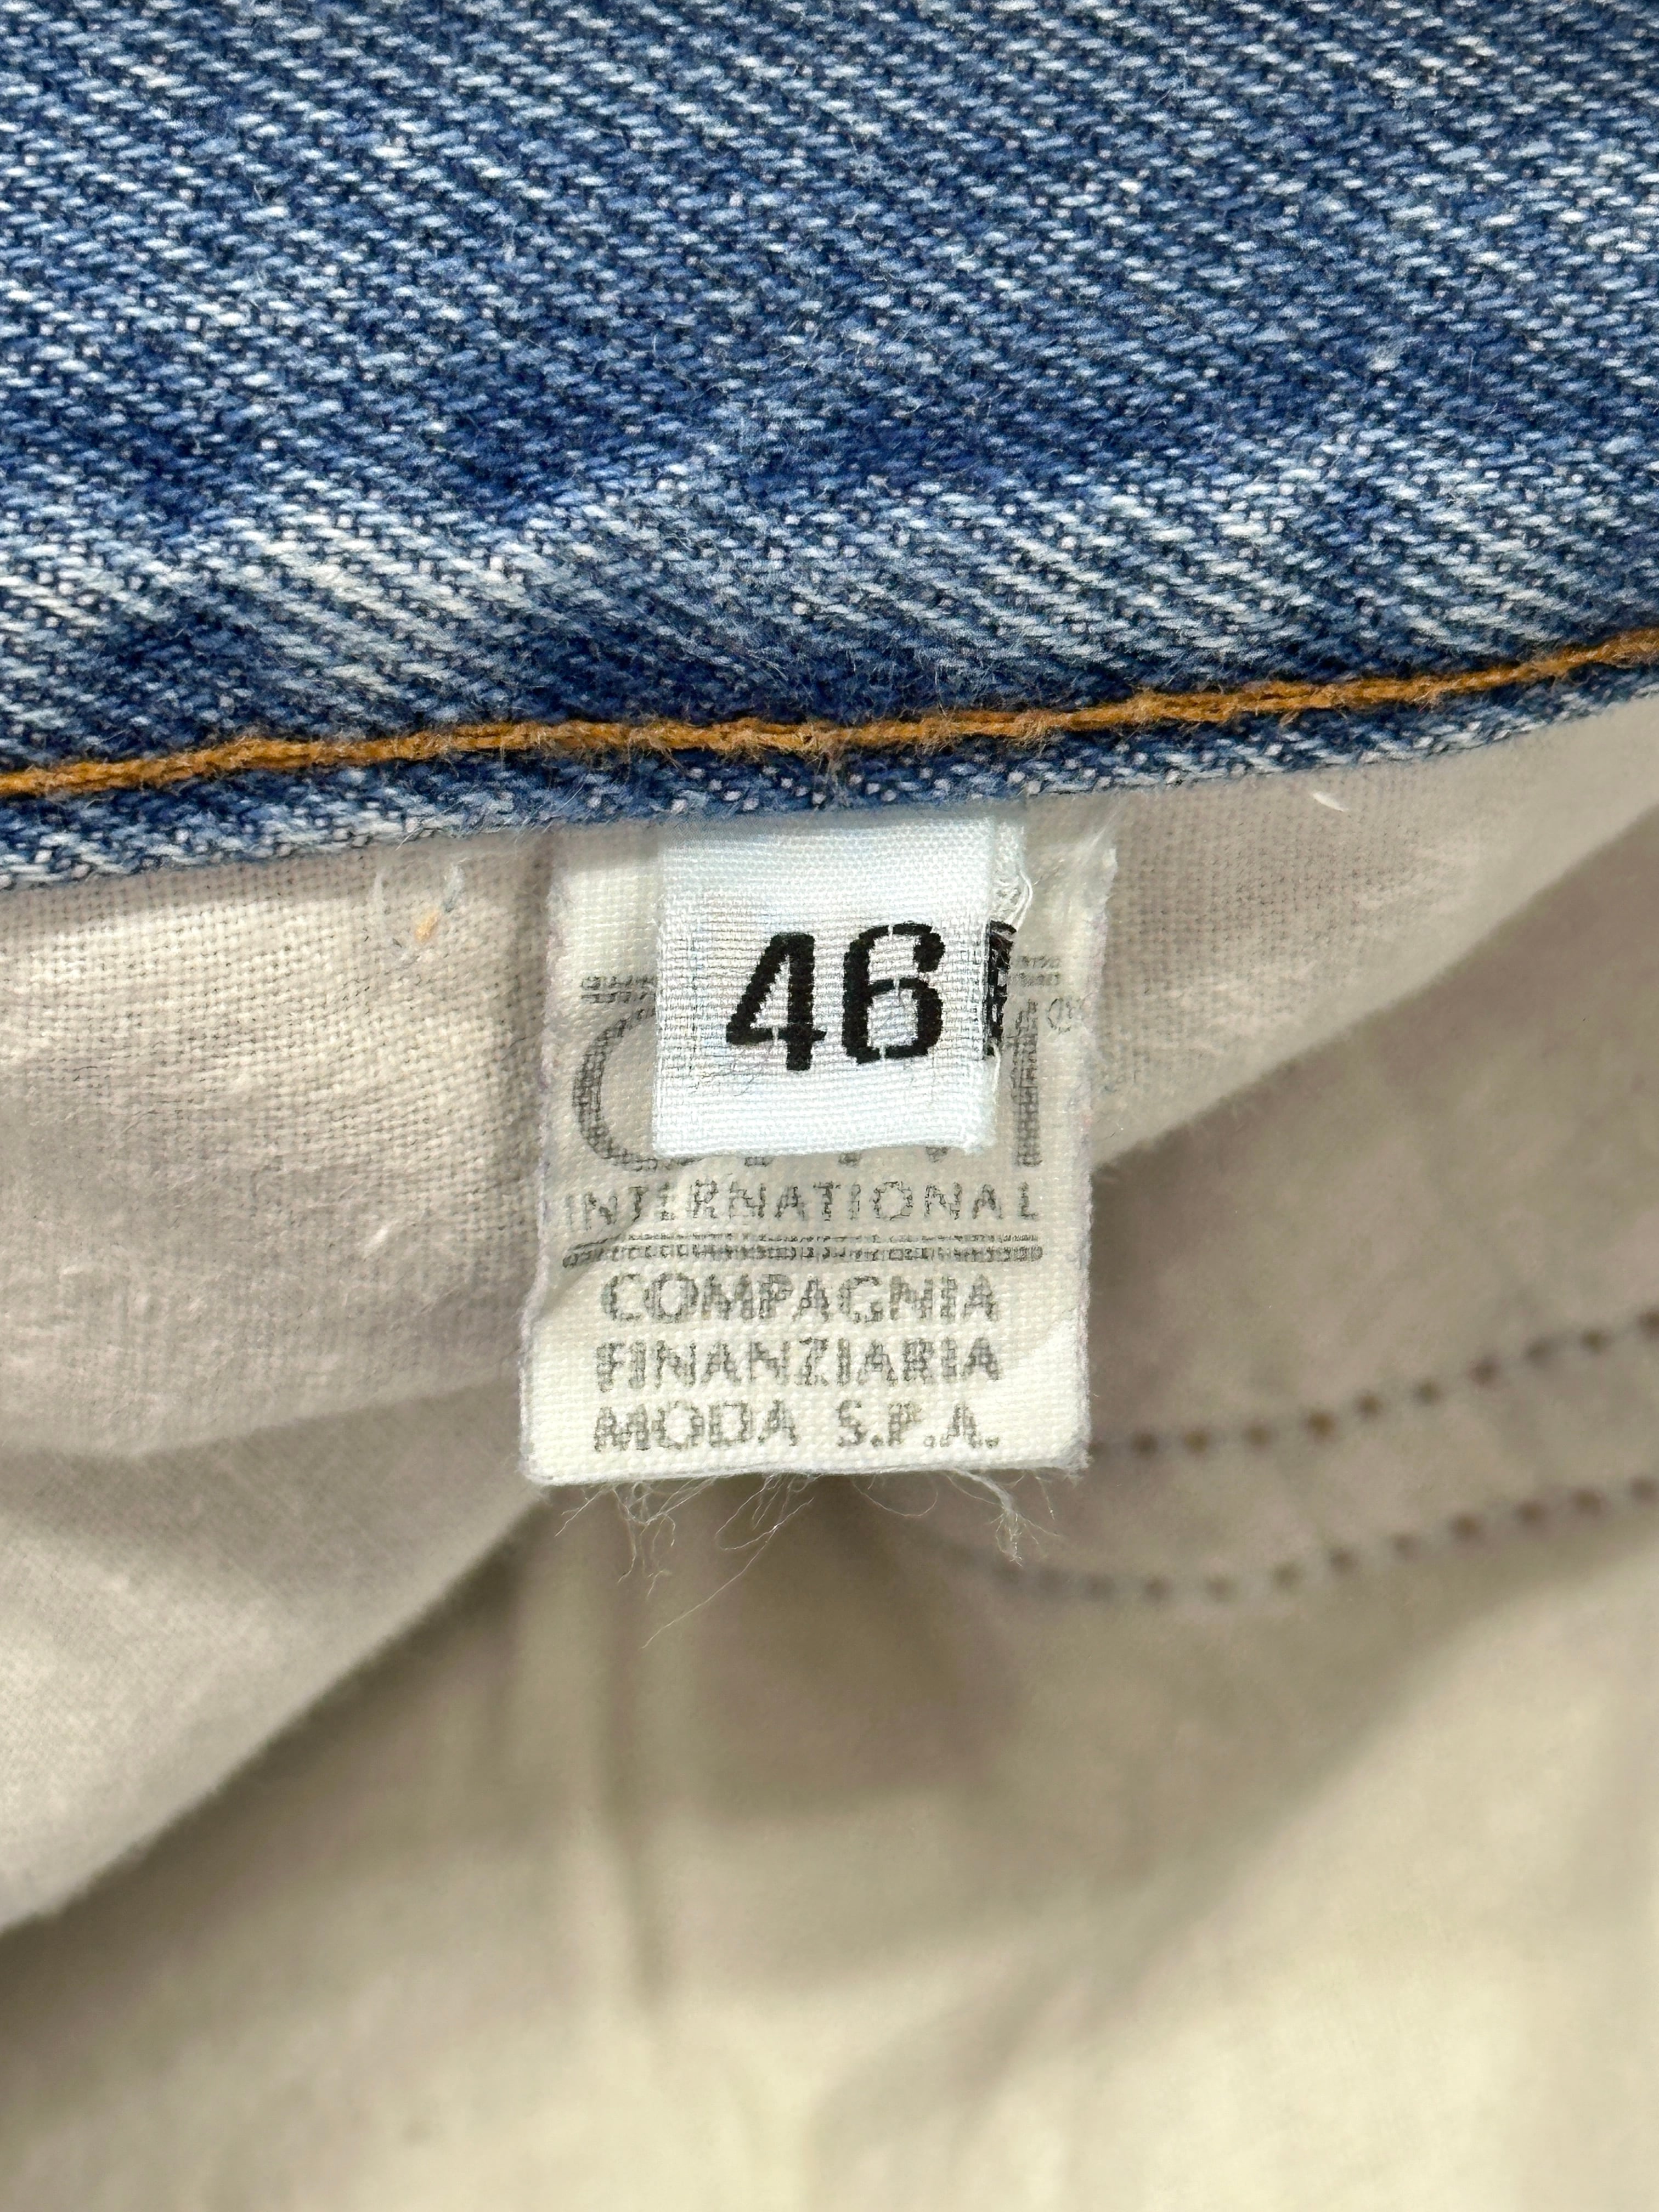 46
INTERNATIONAL
COMPAGNIA
FINANZIARIA
MODA S.P.A.